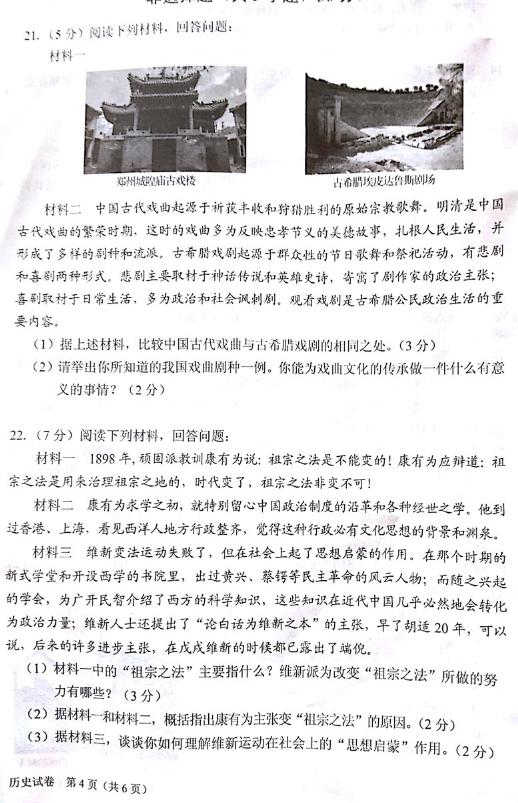 21.（5 分）阅读下列材料，回答问题：
材料一
郑州城隍庙古戏楼
古希腊埃皮达鲁斯剧场
材料二　中国古代戏曲起源于祈获丰收和狩猎胜利的原始宗教歌舞。明清是中国
古代戏曲的繁荣时期，这时的戏曲多为反映忠孝节义的美德故事，扎根人民生活，并
形成了多样的剧种和流派。古希腊戏剧起源于群众性的节日歌舞和祭祀活动，有悲剧
和喜剧两种形式。悲剧主要取材于神话传说和英雄史诗，寄寓了剧作家的政治主张；
喜剧取材于日常生活，多为政治和社会讽刺剧。观看戏剧是古希腊公民政治生活的重
要内容。
（1）据上述材料，比较中国古代戏曲与古希腊戏剧的相同之处。（3 分）
（2）请举出你所知道的我国戏曲剧种一例。你能为戏曲文化的传承做一件什么有意
义的事情？（2 分）
22.（7 分）阅读下列材料，回答问题：
材料一　1898 年，顽固派教训康有为说：祖宗之法是不能变的！康有为应辩道：祖
宗之法是用来治理祖宗之地的，时代变了，祖宗之法非变不可！
材料二　康有为求学之初，就特别留心中国政治制度的沿革和各种经世之学。他到
过香港、上海，看见西洋人地方行政整齐，觉得这种行政必有文化思想的背景和渊泉。
材料三　维新变法运动失败了，但在社会上起了思想启蒙的作用。在那个时期的
新式学堂和开设西学的书院里，出过黄兴、蔡锷等民主革命的风云人物；而随之兴起
的学会，为广开民智介绍了西方的科学知识，这些知识在近代中国几乎必然地会转化
为政治力量；维新人士还提出了“论白话为维新之本”的主张，早了胡适 20 年，可以
说，后来的许多进步主张，在戊戌维新的时候都已露出了端倪。
（1）材料一中的“祖宗之法”主要指什么？维新派为改变“祖宗之法”所做的努
力有哪些？（3 分）
（2）据材料一和材料二，概括指出康有为主张变“祖宗之法”的原因。（2 分）
（3）据材料三，谈谈你如何理解维新运动在社会上的“思想启蒙”作用。（2 分）
历史试卷　第 4 页（共 6 页）